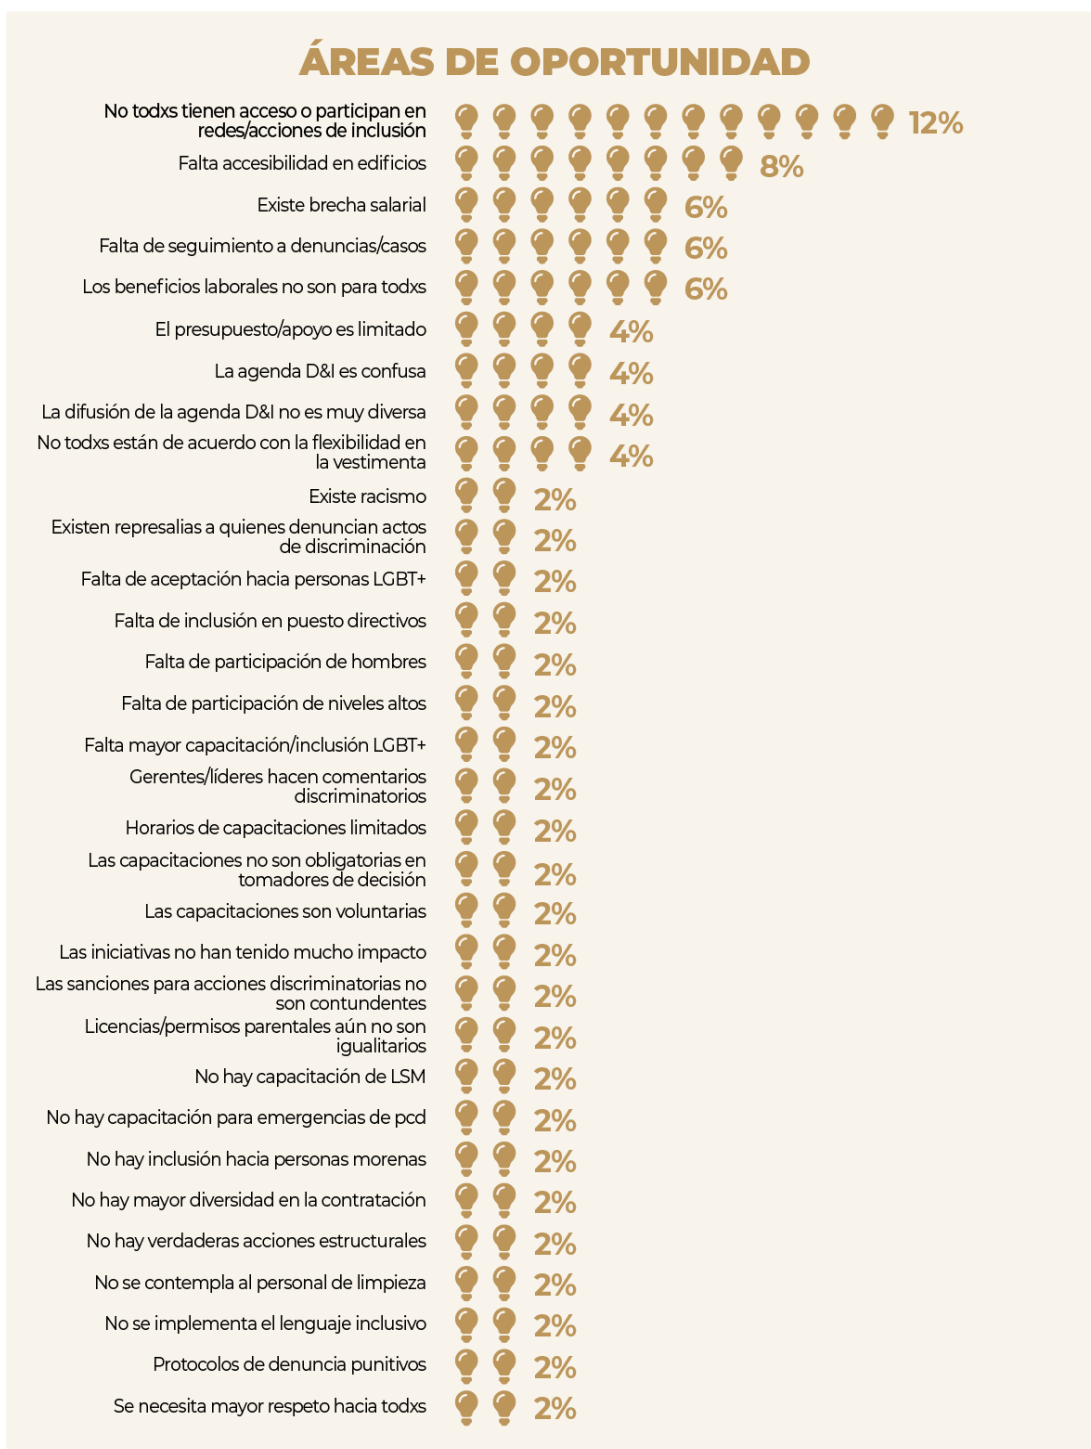 ÁREAS DE OPORTUNIDAD
No todxs tienen acceso o participan en
redes/acciones de inclusión
12%
Falta accesibilidad en edificios
8%
Existe brecha salarial
6%
Falta de seguimiento a denuncias/casos
6%
Los beneficios laborales no son para todxs
6%
El presupuesto/apoyo es limitado
4%
La agenda D&I es confusa
4%
La difusión de la agenda D&I no es muy diversa
4%
No todxs están de acuerdo con la flexibilidad en
la vestimenta
4%
Existe racismo
2%
Existen represalias a quienes denuncian actos
de discriminación
2%
Falta de aceptación hacia personas LGBT+
2%
Falta de inclusión en puesto directivos
2%
Falta de participación de hombres
2%
Falta de participación de niveles altos
2%
Falta mayor capacitación/inclusión LGBT+
2%
Gerentes/líderes hacen comentarios
discriminatorios
2%
Horarios de capacitaciones limitados
2%
Las capacitaciones no son obligatorias en
tomadores de decisión
2%
Las capacitaciones son voluntarias
2%
Las iniciativas no han tenido mucho impacto
2%
Las sanciones para acciones discriminatorias no
son contundentes
2%
Licencias/permisos parentales aún no son
igualitarios
2%
No hay capacitación de LSM
2%
No hay capacitación para emergencias de pcd
2%
No hay inclusión hacia personas morenas
2%
No hay mayor diversidad en la contratación
2%
No hay verdaderas acciones estructurales
2%
No se contempla al personal de limpieza
2%
No se implementa el lenguaje inclusivo
2%
Protocolos de denuncia punitivos
2%
Se necesita mayor respeto hacia todxs
2%